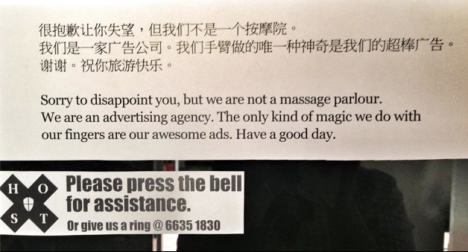 很抱歉让你失望，但我们不是一个按摩院。
我们是一家广告公司。我们手臂做的唯一种神奇是我们的超棒广告。
谢谢。祝你旅游快乐。
Sorry to disappoint you, but we are not a massage parlour.
We are an advertising agency. The only kind of magic we do with
our fingers are our awesome ads. Have a good day.
H O
S T
Please press the bell
for assistance.
Or give us a ring @ 6635 1830